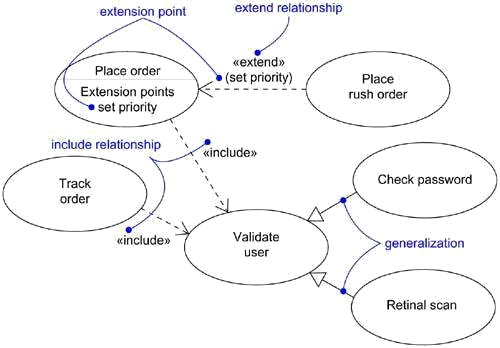 extension point
extend relationship
«extend»
(set priority)
Place order
Extension points
set priority
Place
rush order
include relationship
«include»
Track
order
«include»
Check password
Validate
user
generalization
Retinal scan